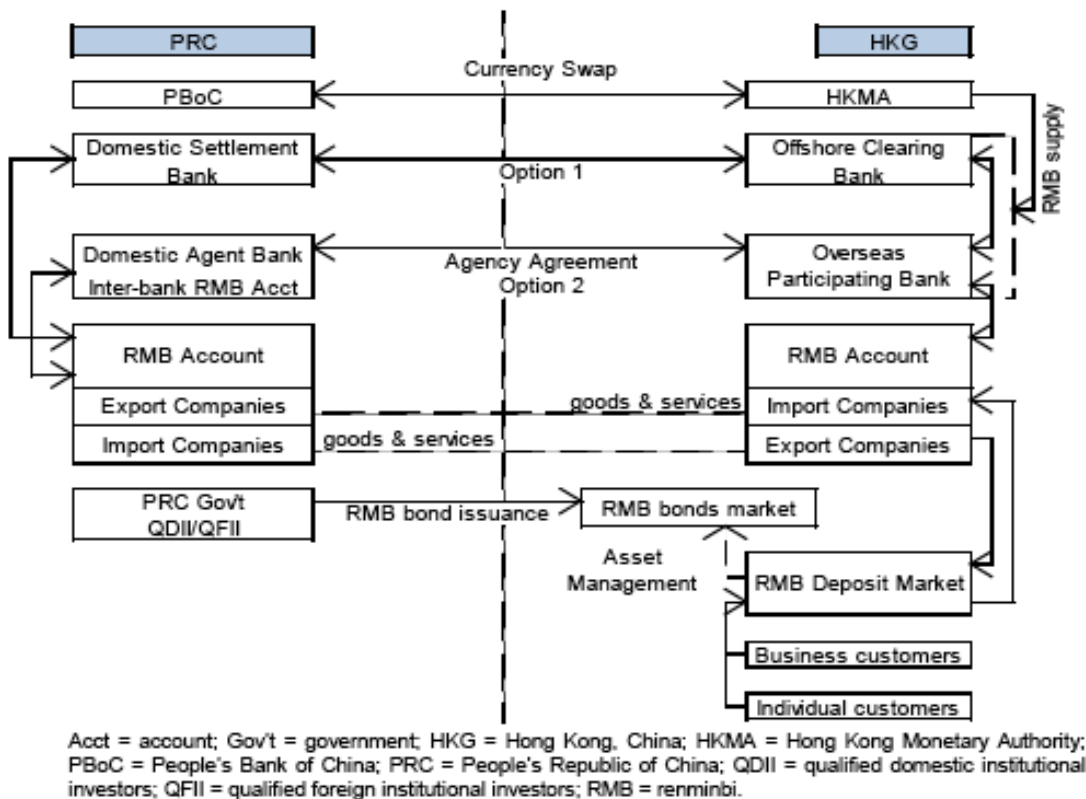 PRC
HKG
Currency Swap
PBoC
HKMA
RMB supply
Domestic Settlement
Bank
Option 1
Offshore Clearing
Bank
Domestic Agent Bank
Inter-bank RMB Acct
Agency Agreement
Option 2
Overseas
Participating Bank
RMB Account
RMB Account
Export Companies
goods & services
Import Companies
Import Companies
goods & services
Export Companies
PRC Gov't
QDII/QFII
RMB bond issuance
RMB bonds market
Asset
Management
RMB Deposit Market
Business customers
Individual customers
Acct = account; Gov't = government; HKG = Hong Kong, China; HKMA = Hong Kong Monetary Authority;
PBoC = People's Bank of China; PRC = People's Republic of China; QDII = qualified domestic institutional
investors; QFII = qualified foreign institutional investors; RMB = renminbi.